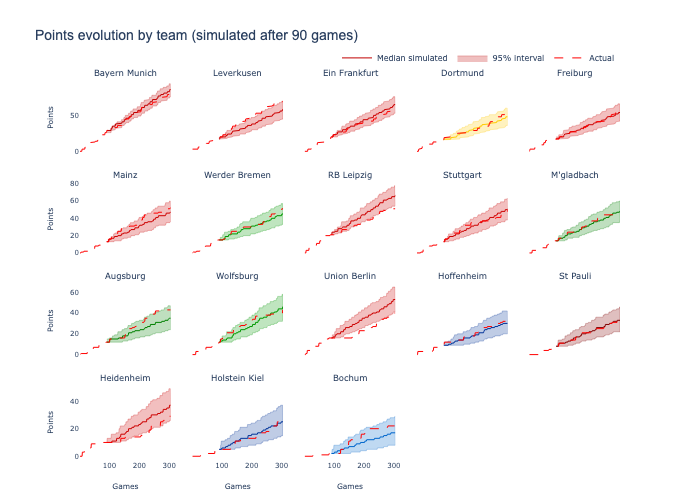 Points evolution by team (simulated after 90 games)
Median simulated 95% interval Actual
Bayern Munich Leverkusen Ein Frankfurt Dortmund Freiburg
50
0
Points
Mainz Werder Bremen RB Leipzig Stuttgart M'gladbach
80
60
40
20
0
Points
Augsburg Wolfsburg Union Berlin Hoffenheim St Pauli
60
40
20
0
Points
Heidenheim Holstein Kiel Bochum
40
20
0
Points
100 200 300 100 200 300 100 200 300
Games Games